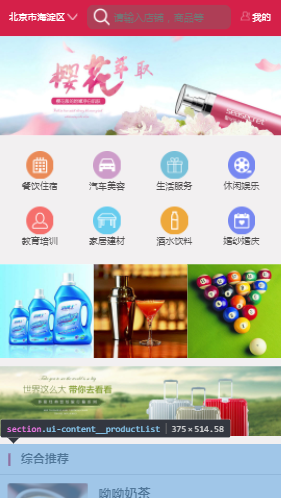 北京市海淀区
请输入店铺，商品等
我的
樱花萃取
餐饮住宿
汽车美容
生活服务
休闲娱乐
教育培训
家居建材
酒水饮料
婚纱婚庆
世界这么大 带你去看看
section.ui-content__productList | 375 × 514.58
综合推荐
呦呦奶茶